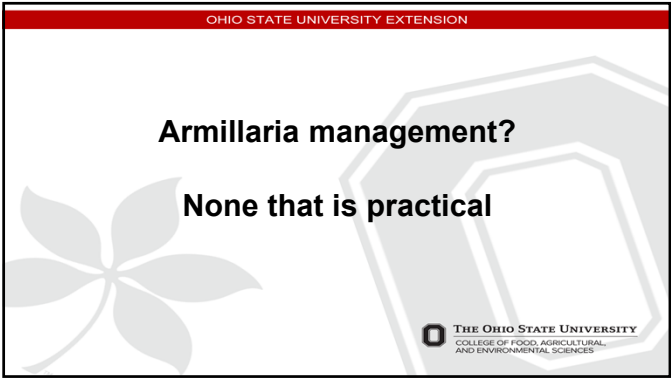 OHIO STATE UNIVERSITY EXTENSION
Armillaria management?
None that is practical
THE OHIO STATE UNIVERSITY
COLLEGE OF FOOD, AGRICULTURAL,
AND ENVIRONMENTAL SCIENCES